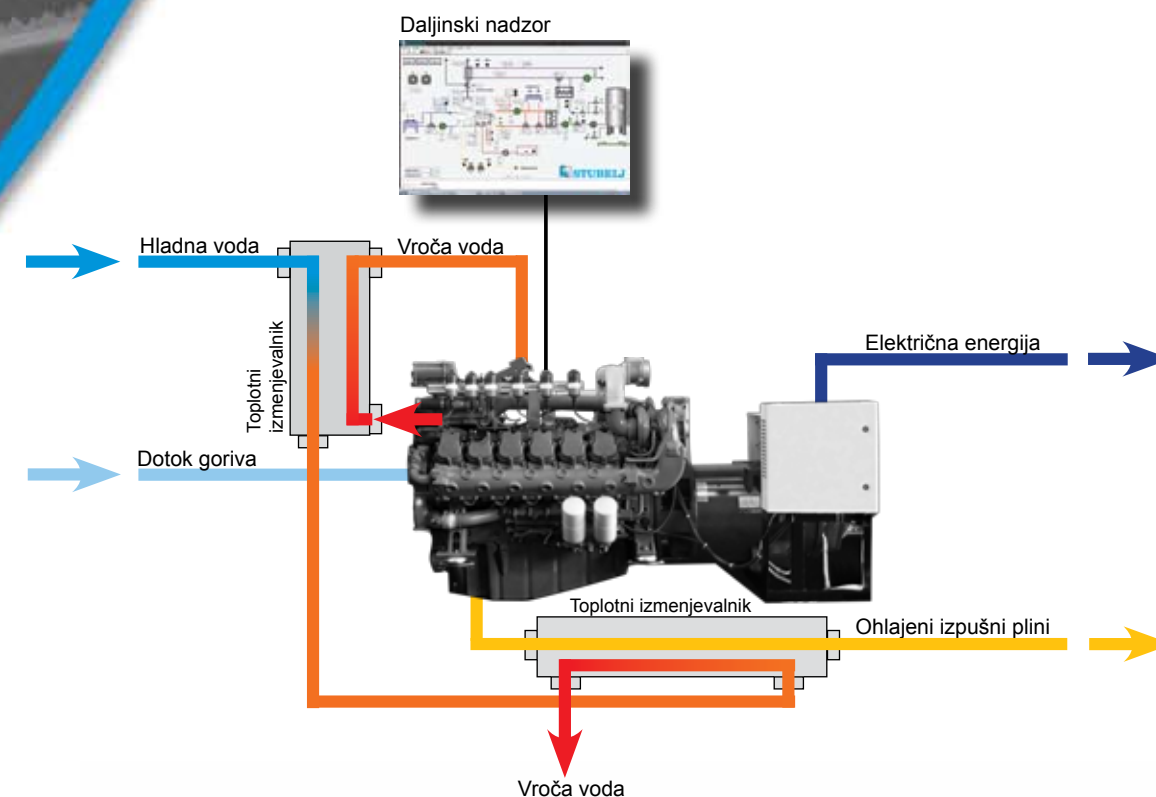 Daljinski nadzor
STUBELJ
Hladna voda
Vroča voda
Toplotni
izmenjevalnik
Električna energija
Dotok goriva
Toplotni izmenjevalnik
Ohlajeni izpušni plini
Vroča voda